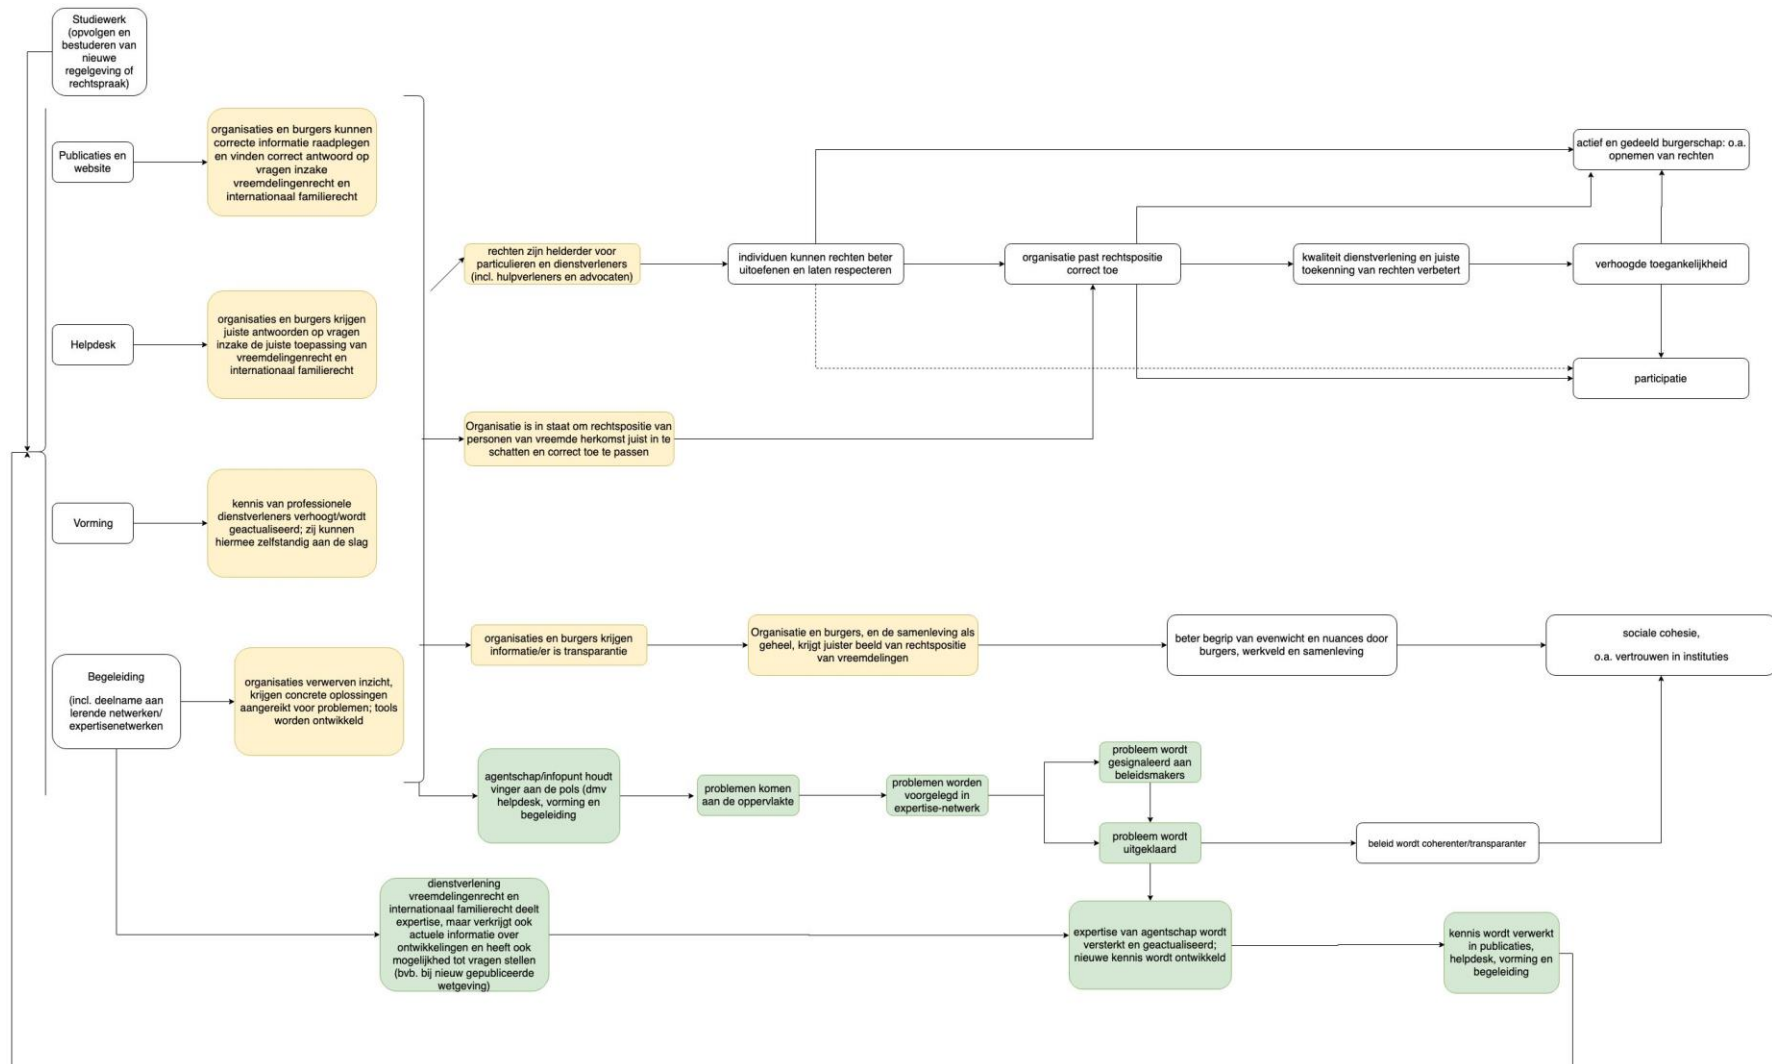 Studiewerk
(opvolgen en
bestuderen van
nieuwe
regelgeving of
rechtspraak)
Publicaties en
website
organisaties en burgers kunnen
correcte informatie raadplegen
en vinden correct antwoord op
vragen inzake
vreemdelingenrecht en
internationaal familierecht
actief en gedeeld burgerschap: o.a.
opnemen van rechten
rechten zijn helderder voor
particulieren en dienstverleners
(incl. hulpverleners en advocaten)
individuen kunnen rechten beter
uitoefenen en laten respecteren
organisatie past rechtspositie
correct toe
kwaliteit dienstverlening en juiste
toekenning van rechten verbetert
verhoogde toegankelijkheid
Helpdesk
organisaties en burgers krijgen
juiste antwoorden op vragen
inzake de juiste toepassing van
vreemdelingenrecht en
internationaal familierecht
participatie
Organisatie is in staat om rechtspositie van
personen van vreemde herkomst juist in te
schatten en correct toe te passen
Vorming
kennis van professionele
dienstverleners verhoogt/wordt
geactualiseerd; zij kunnen
hiermee zelfstandig aan de slag
organisaties en burgers krijgen
informatie/er is transparantie
Organisatie en burgers, en de samenleving als
geheel, krijgt juister beeld van rechtspositie
van vreemdelingen
beter begrip van evenwicht en nuances door
burgers, werkveld en samenleving
sociale cohesie,
o.a. vertrouwen in instituties
Begeleiding
(incl. deelname aan
lerende netwerken/
expertisenetwerken
organisaties verwerven inzicht,
krijgen concrete oplossingen
aangereikt voor problemen; tools
worden ontwikkeld
agentschap/infopunt houdt
vinger aan de pols (dmv
helpdesk, vorming en
begeleiding
problemen komen
aan de oppervlakte
problemen worden
voorgelegd in
expertise-netwerk
probleem wordt
gesignaleerd aan
beleidsmakers
probleem wordt
uitgeklaard
beleid wordt coherenter/transparanter
dienstverlening
vreemdelingenrecht en
internationaal familierecht deelt
expertise, maar verkrijgt ook
actuele informatie over
ontwikkelingen en heeft ook
mogelijkhed tot vragen stellen
(bvb. bij nieuw gepubliceerde
wetgeving)
expertise van agentschap wordt
versterkt en geactualiseerd;
nieuwe kennis wordt ontwikkeld
kennis wordt verwerkt
in publicaties,
helpdesk, vorming en
begeleiding